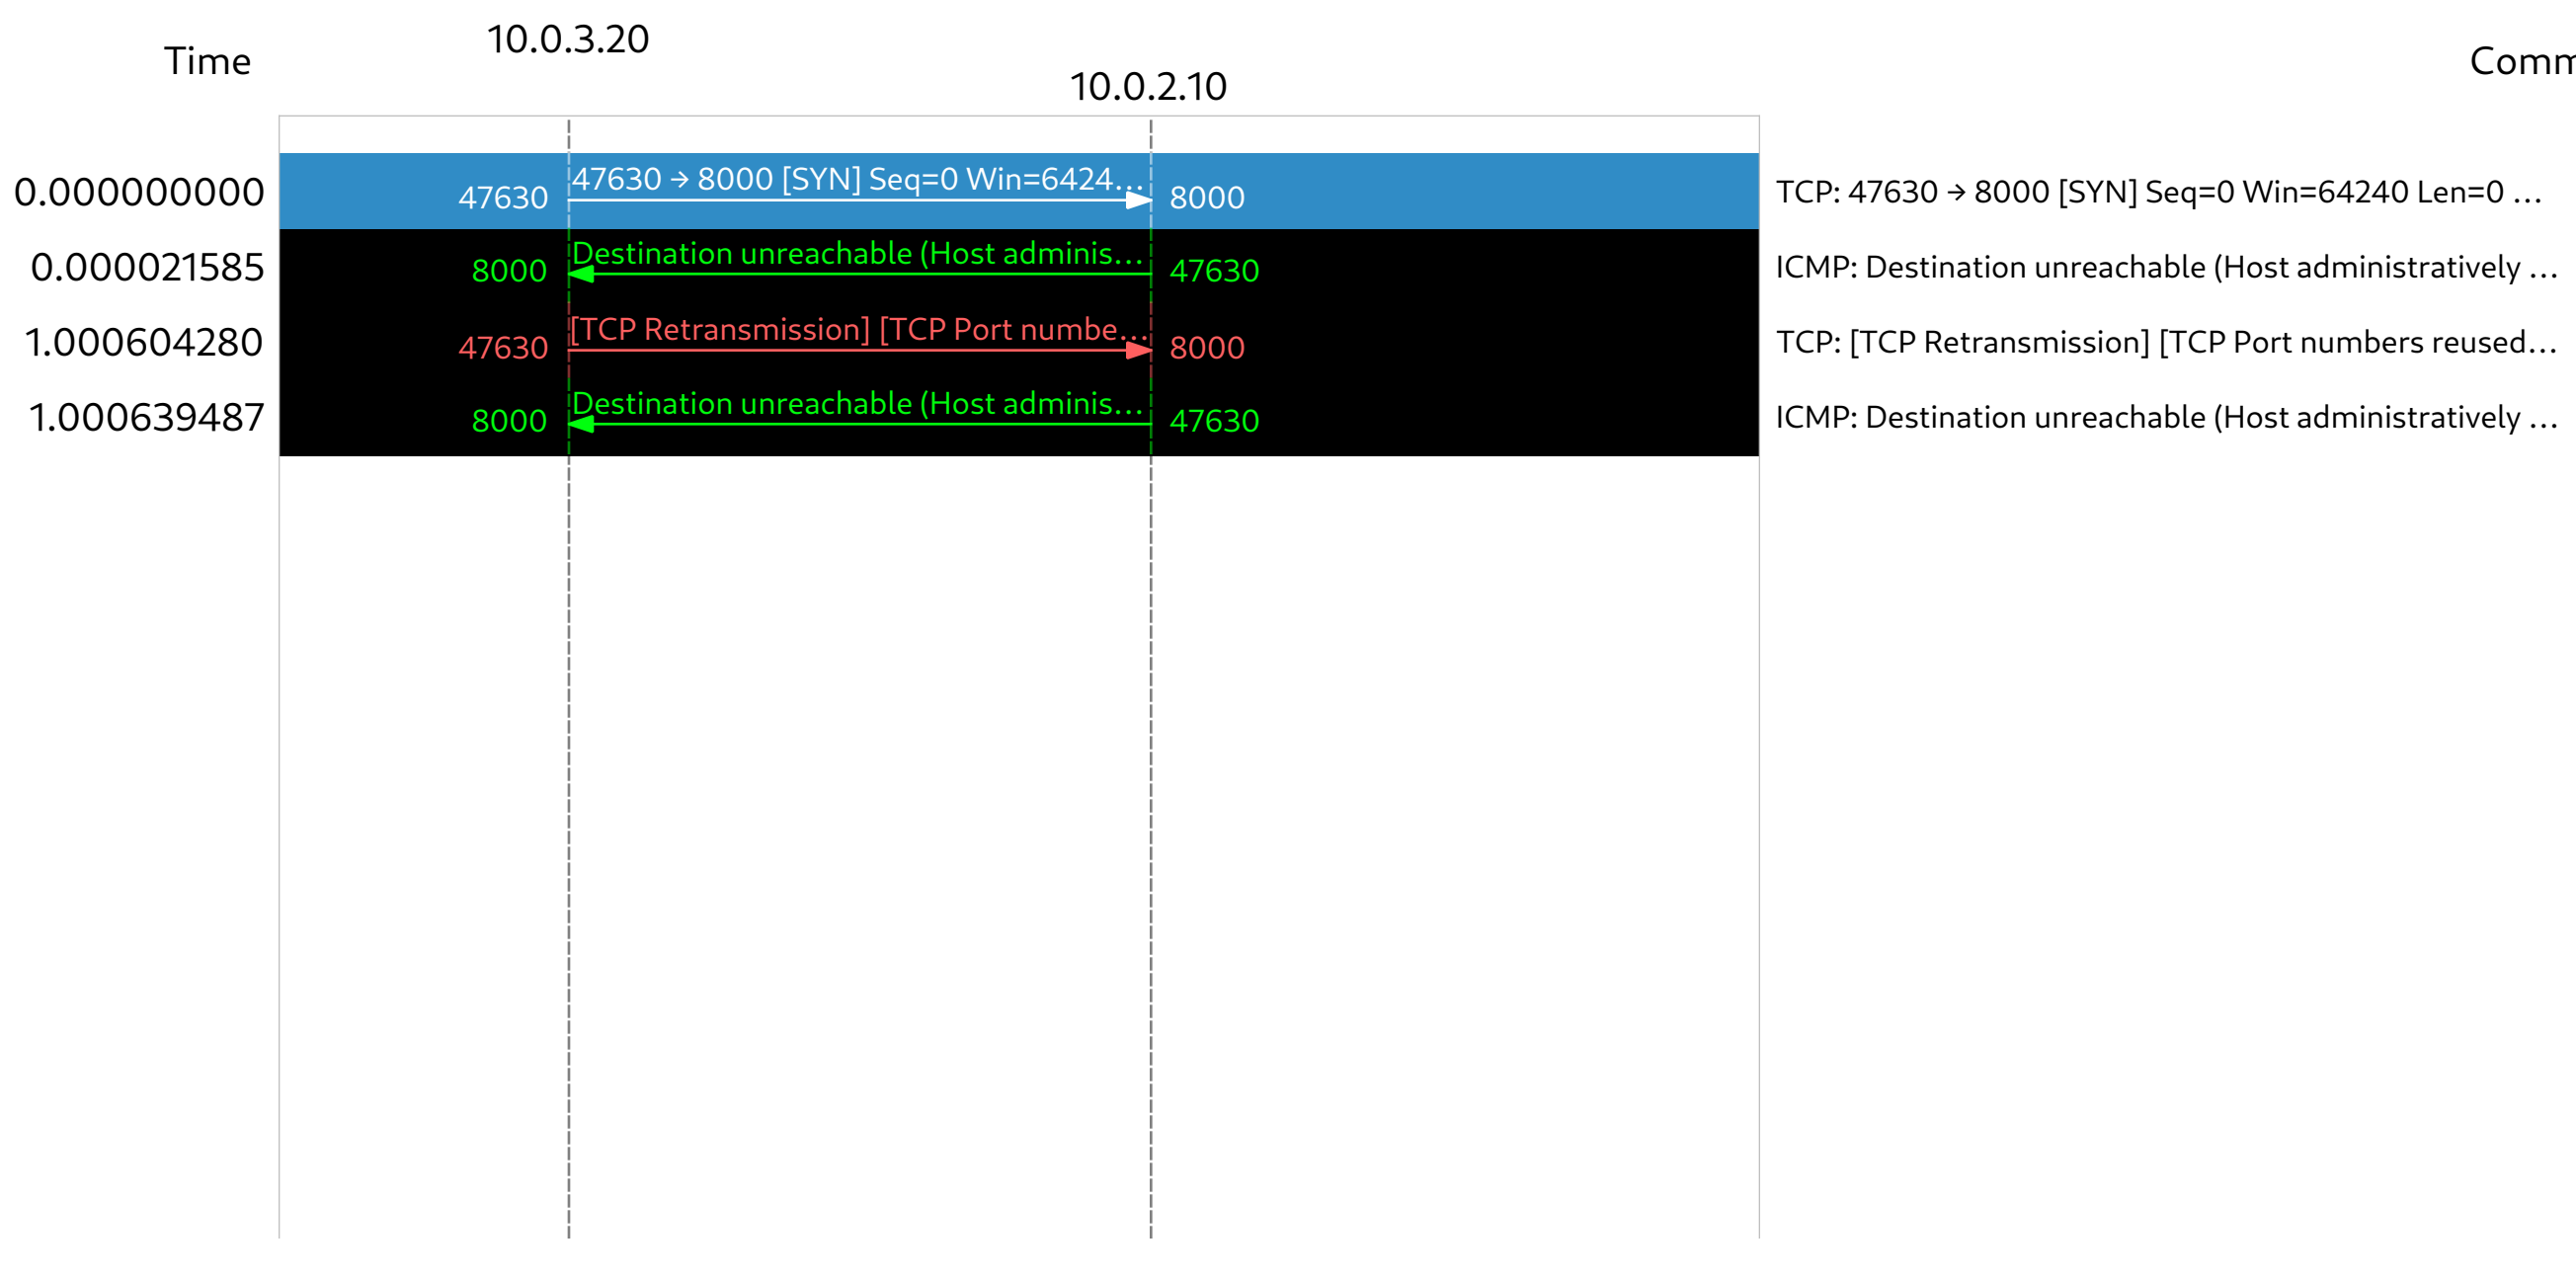 Time 10.0.3.20 10.0.2.10 Comm
0.000000000 47630 47630 → 8000 [SYN] Seq=0 Win=6424... 8000 TCP: 47630 → 8000 [SYN] Seq=0 Win=64240 Len=0 ...
0.000021585 8000 Destination unreachable (Host adminis... 47630 ICMP: Destination unreachable (Host administratively ...
1.000604280 47630 [TCP Retransmission] [TCP Port numbe... 8000 TCP: [TCP Retransmission] [TCP Port numbers reused...
1.000639487 8000 Destination unreachable (Host adminis... 47630 ICMP: Destination unreachable (Host administratively ...